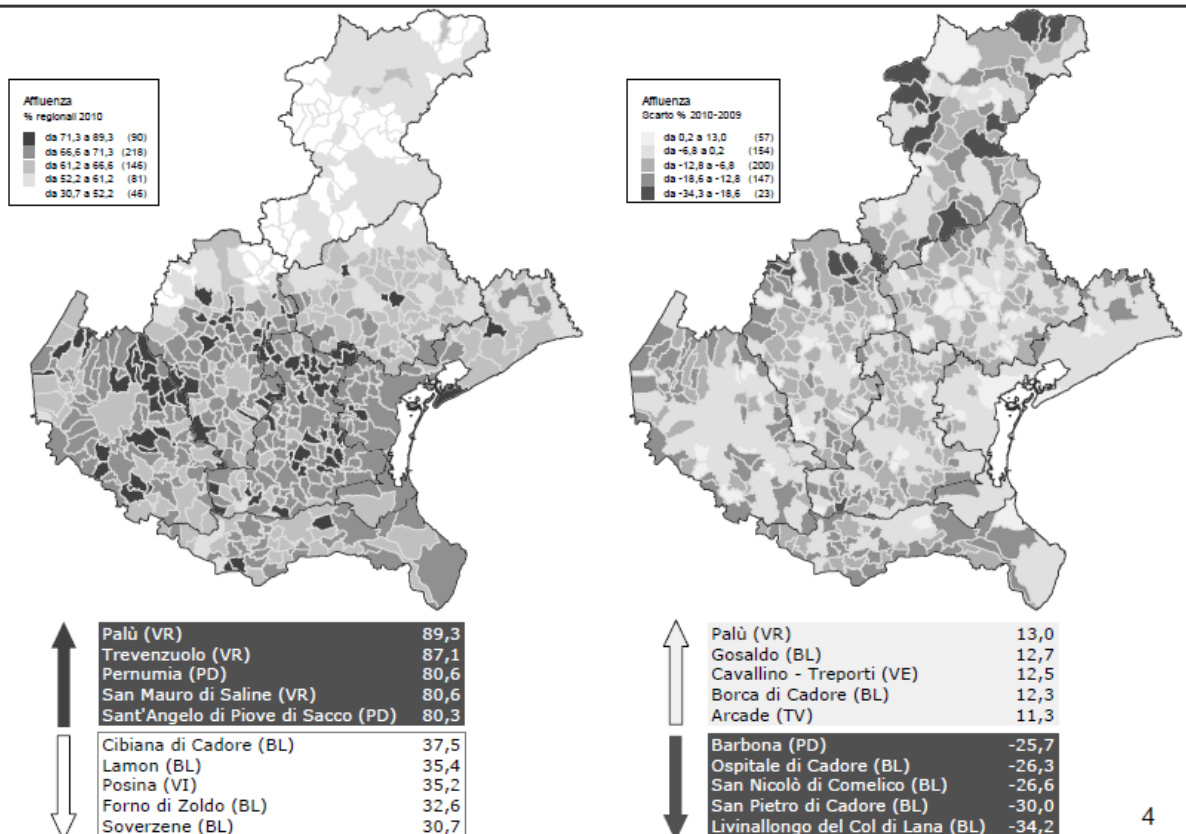 Affluenza
% regionali 2010
da 71,3 a 89,3 (90)
da 66,6 a 71,3 (218)
da 61,2 a 66,6 (146)
da 52,2 a 61,2 (81)
da 30,7 a 52,2 (46)
Affluenza
Scarto % 2010-2009
da 0,2 a 13,0 (57)
da -6,8 a 0,2 (154)
da -12,8 a -6,8 (200)
da -18,6 a -12,8 (147)
da -34,3 a -18,6 (23)
Palù (VR) 89,3
Trevenzuolo (VR) 87,1
Pernumia (PD) 80,6
San Mauro di Saline (VR) 80,6
Sant'Angelo di Piove di Sacco (PD) 80,3
Cibiana di Cadore (BL) 37,5
Lamon (BL) 35,4
Posina (VI) 35,2
Forno di Zoldo (BL) 32,6
Soverzene (BL) 30,7
Palù (VR) 13,0
Gosaldo (BL) 12,7
Cavallino - Treporti (VE) 12,5
Borca di Cadore (BL) 12,3
Arcade (TV) 11,3
Barbona (PD) -25,7
Ospitale di Cadore (BL) -26,3
San Nicolò di Comelico (BL) -26,6
San Pietro di Cadore (BL) -30,0
Livinallongo del Col di Lana (BL) -34,2
4